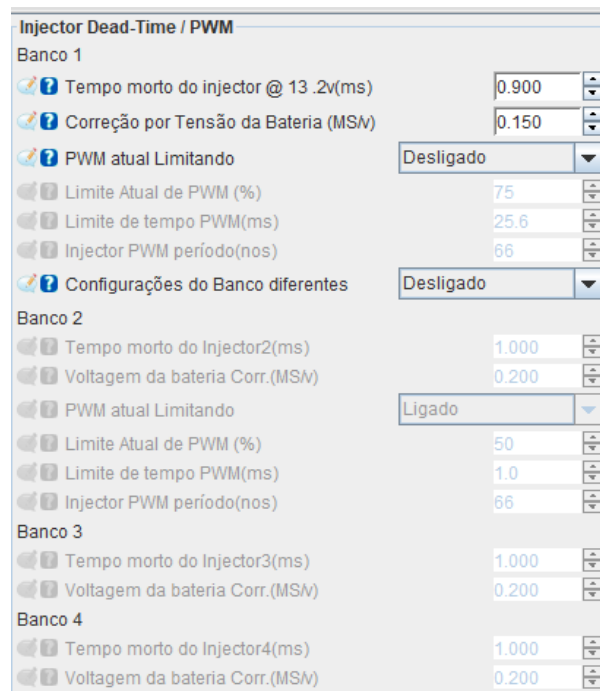 Injector Dead-Time / PWM
Banco 1
Tempo morto do injector @ 13 .2v(ms) 0.900
Correção por Tensão da Bateria (MS/v) 0.150
PWM atual Limitando Desligado
Limite Atual de PWM (%) 75
Limite de tempo PWM(ms) 25.6
Injector PWM período(nos) 66
Configurações do Banco diferentes Desligado
Banco 2
Tempo morto do Injector2(ms) 1.000
Voltagem da bateria Corr.(MS/v) 0.200
PWM atual Limitando Ligado
Limite Atual de PWM (%) 50
Limite de tempo PWM(ms) 1.0
Injector PWM período(nos) 66
Banco 3
Tempo morto do Injector3(ms) 1.000
Voltagem da bateria Corr.(MS/v) 0.200
Banco 4
Tempo morto do Injector4(ms) 1.000
Voltagem da bateria Corr.(MS/v) 0.200